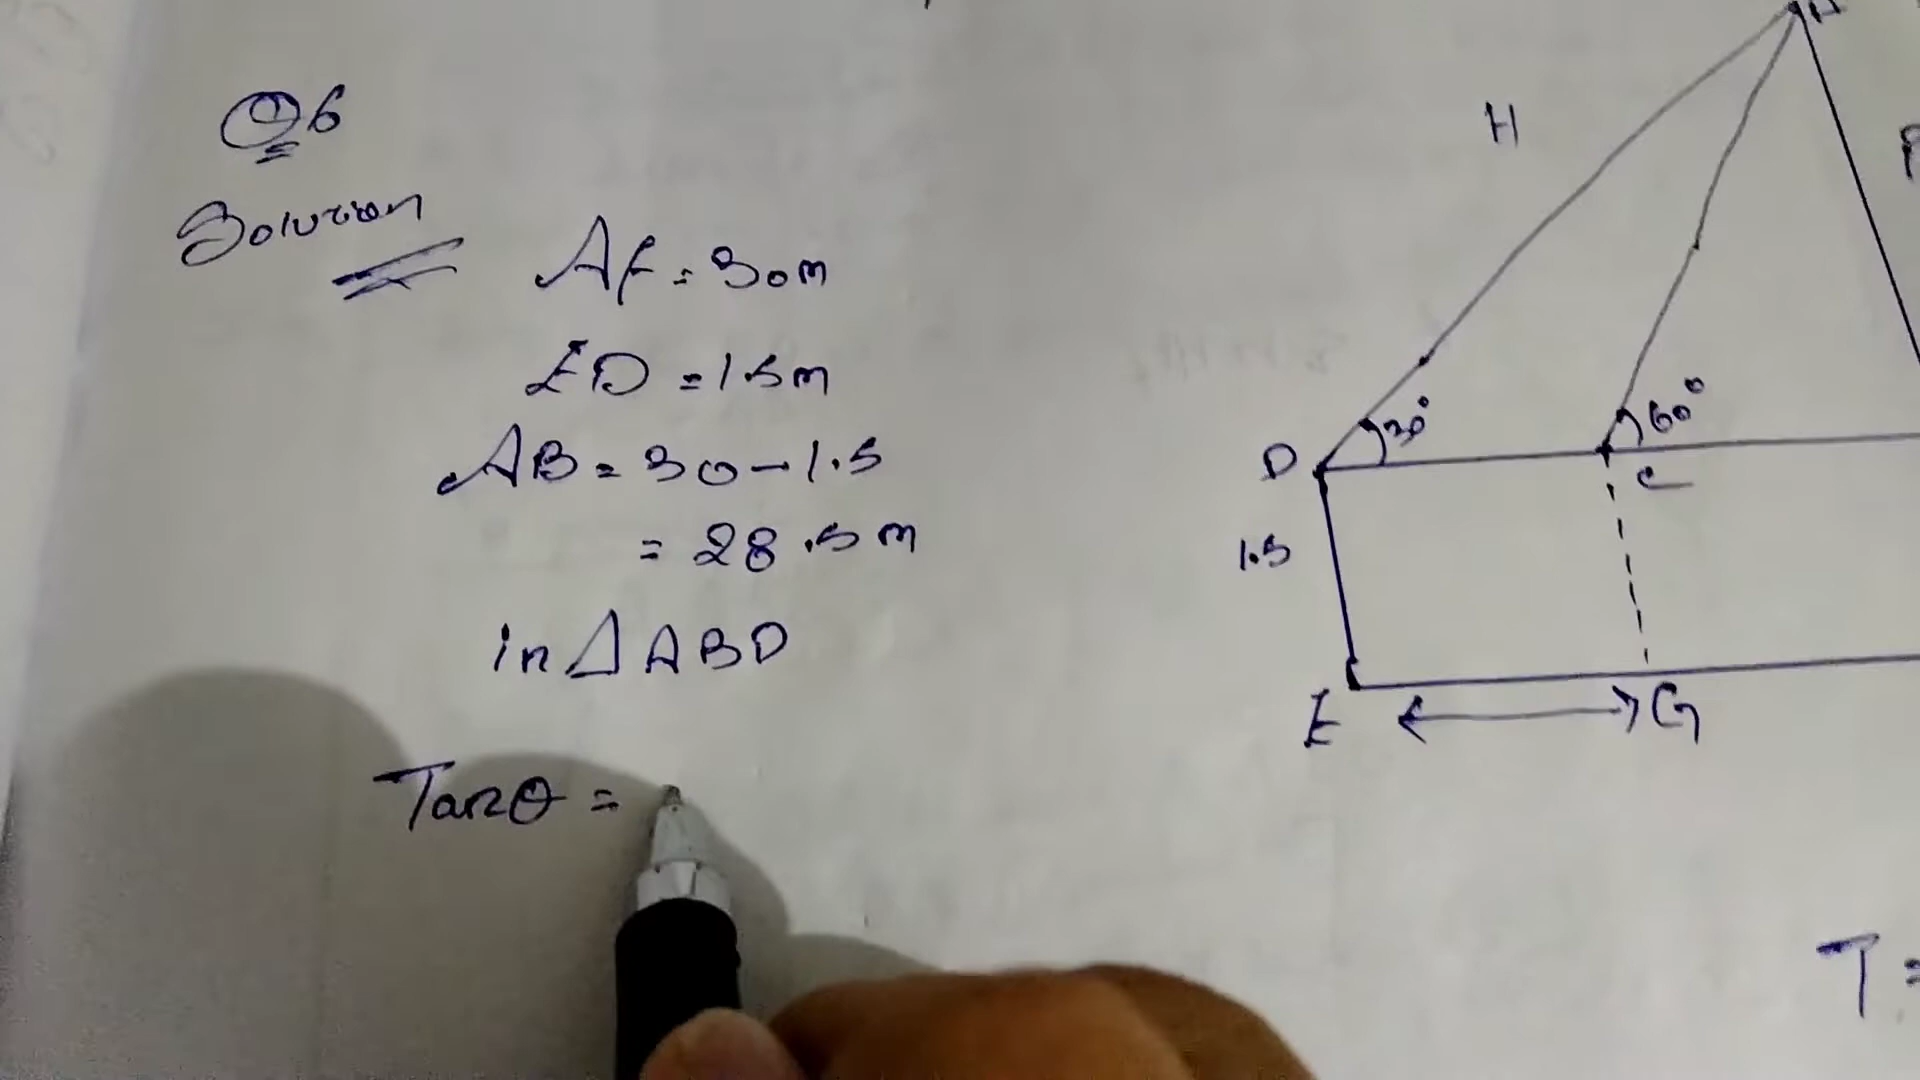 Q6
Solution
AF = 30m
ED = 1.5m
AB = 30 - 1.5
= 28.5m
in △ABD
Tanθ =
H
A
P
30°
60°
D
C
1.5
E
G
T =